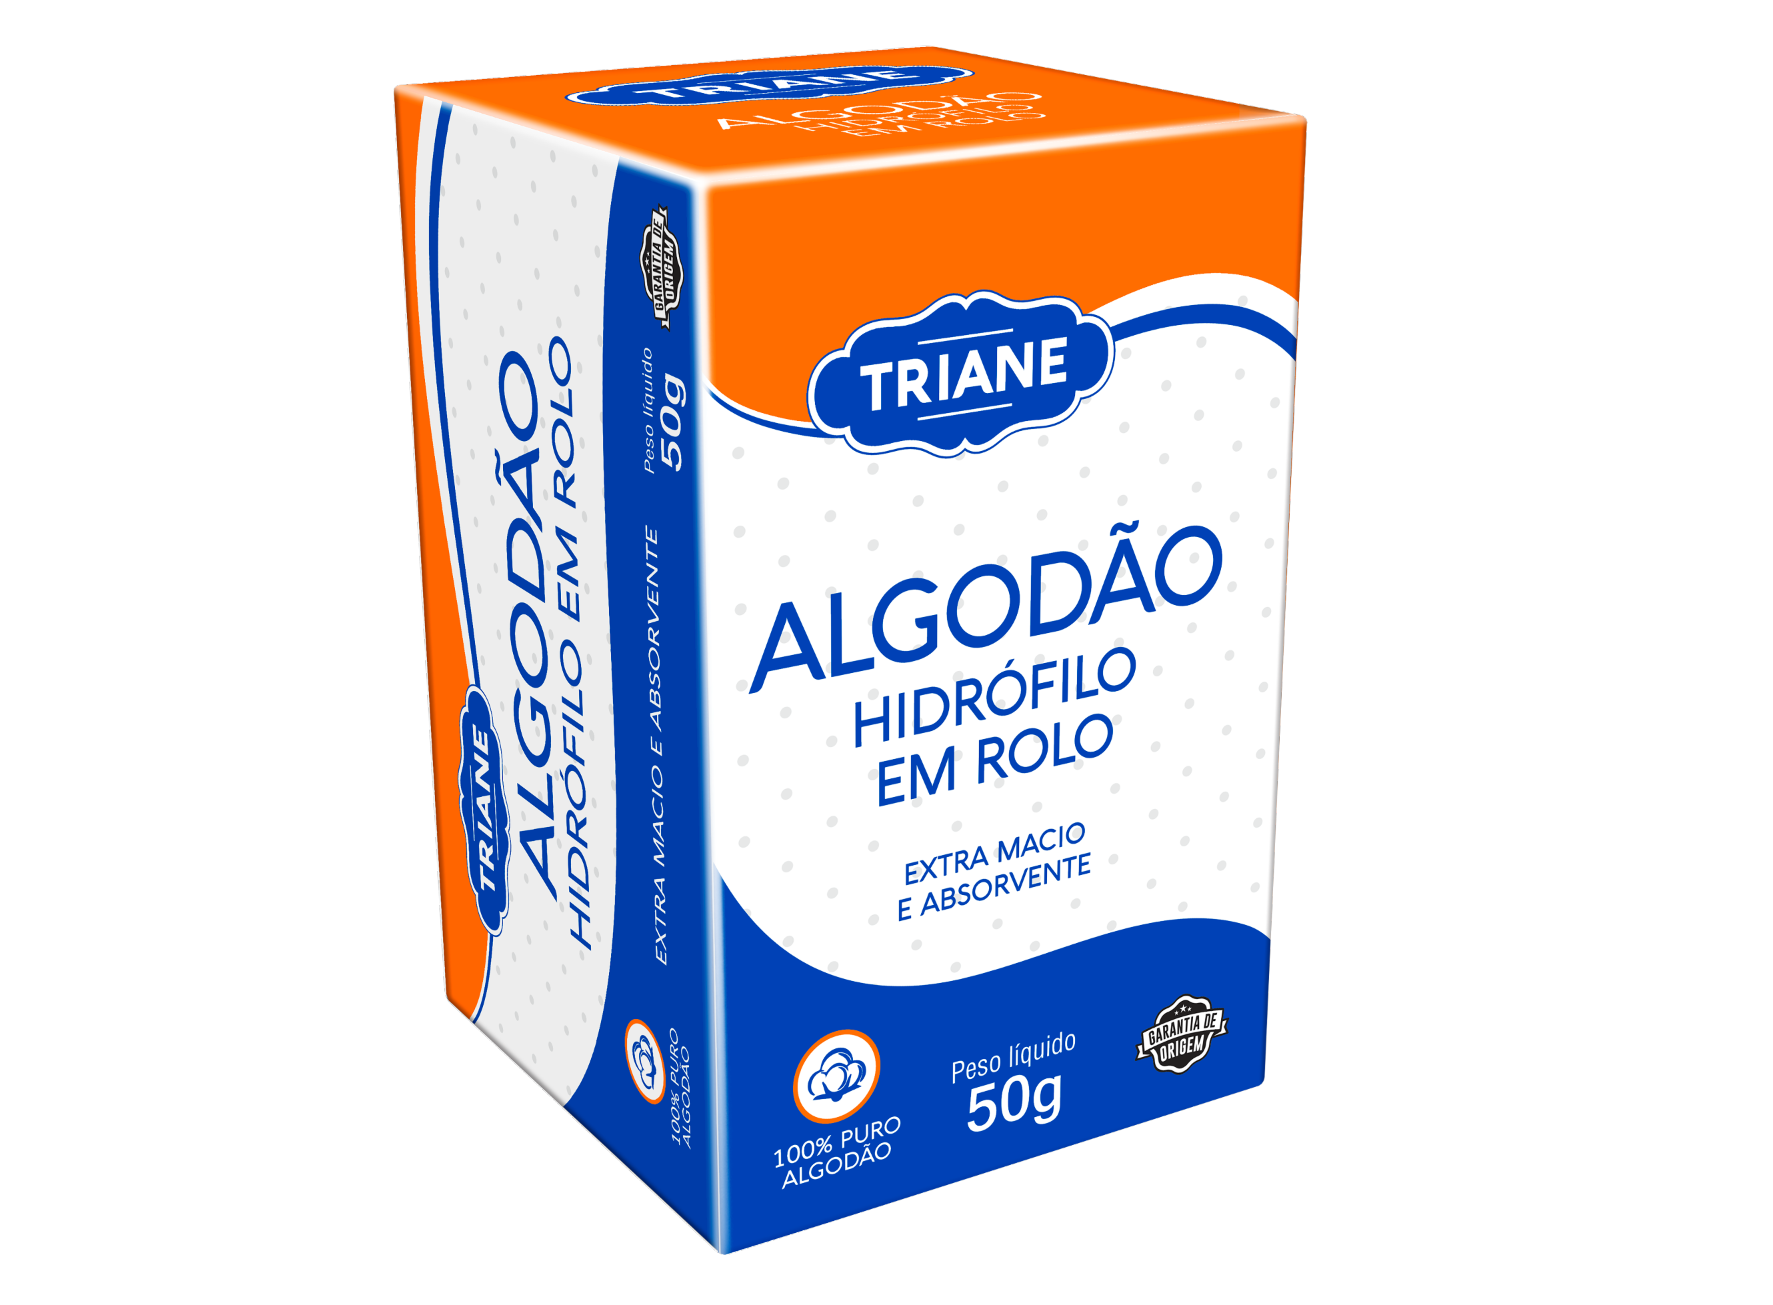 TRIANE
ALGODÃO
HIDRÓFILO
EM ROLO
TRIANE
ALGODÃO
HIDRÓFILO EM ROLO
EXTRA MACIO E ABSORVENTE
Peso líquido
50g
GARANTIA DE
ORIGEM
100% PURO
ALGODÃO
TRIANE
ALGODÃO
HIDRÓFILO
EM ROLO
EXTRA MACIO
E ABSORVENTE
100% PURO
ALGODÃO
Peso líquido
50g
GARANTIA DE
ORIGEM